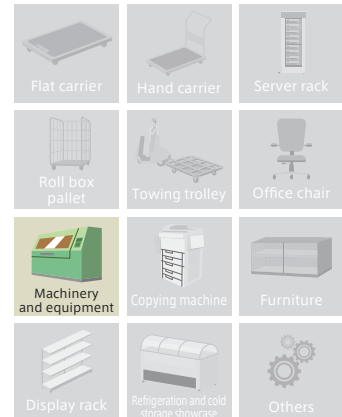 Flat carrier
Hand carrier
Server rack
Roll box
pallet
Towing trolley
Office chair
Machinery
and equipment
Copying machine
Furniture
Display rack
Refrigeration and cold
storage showcase
Others